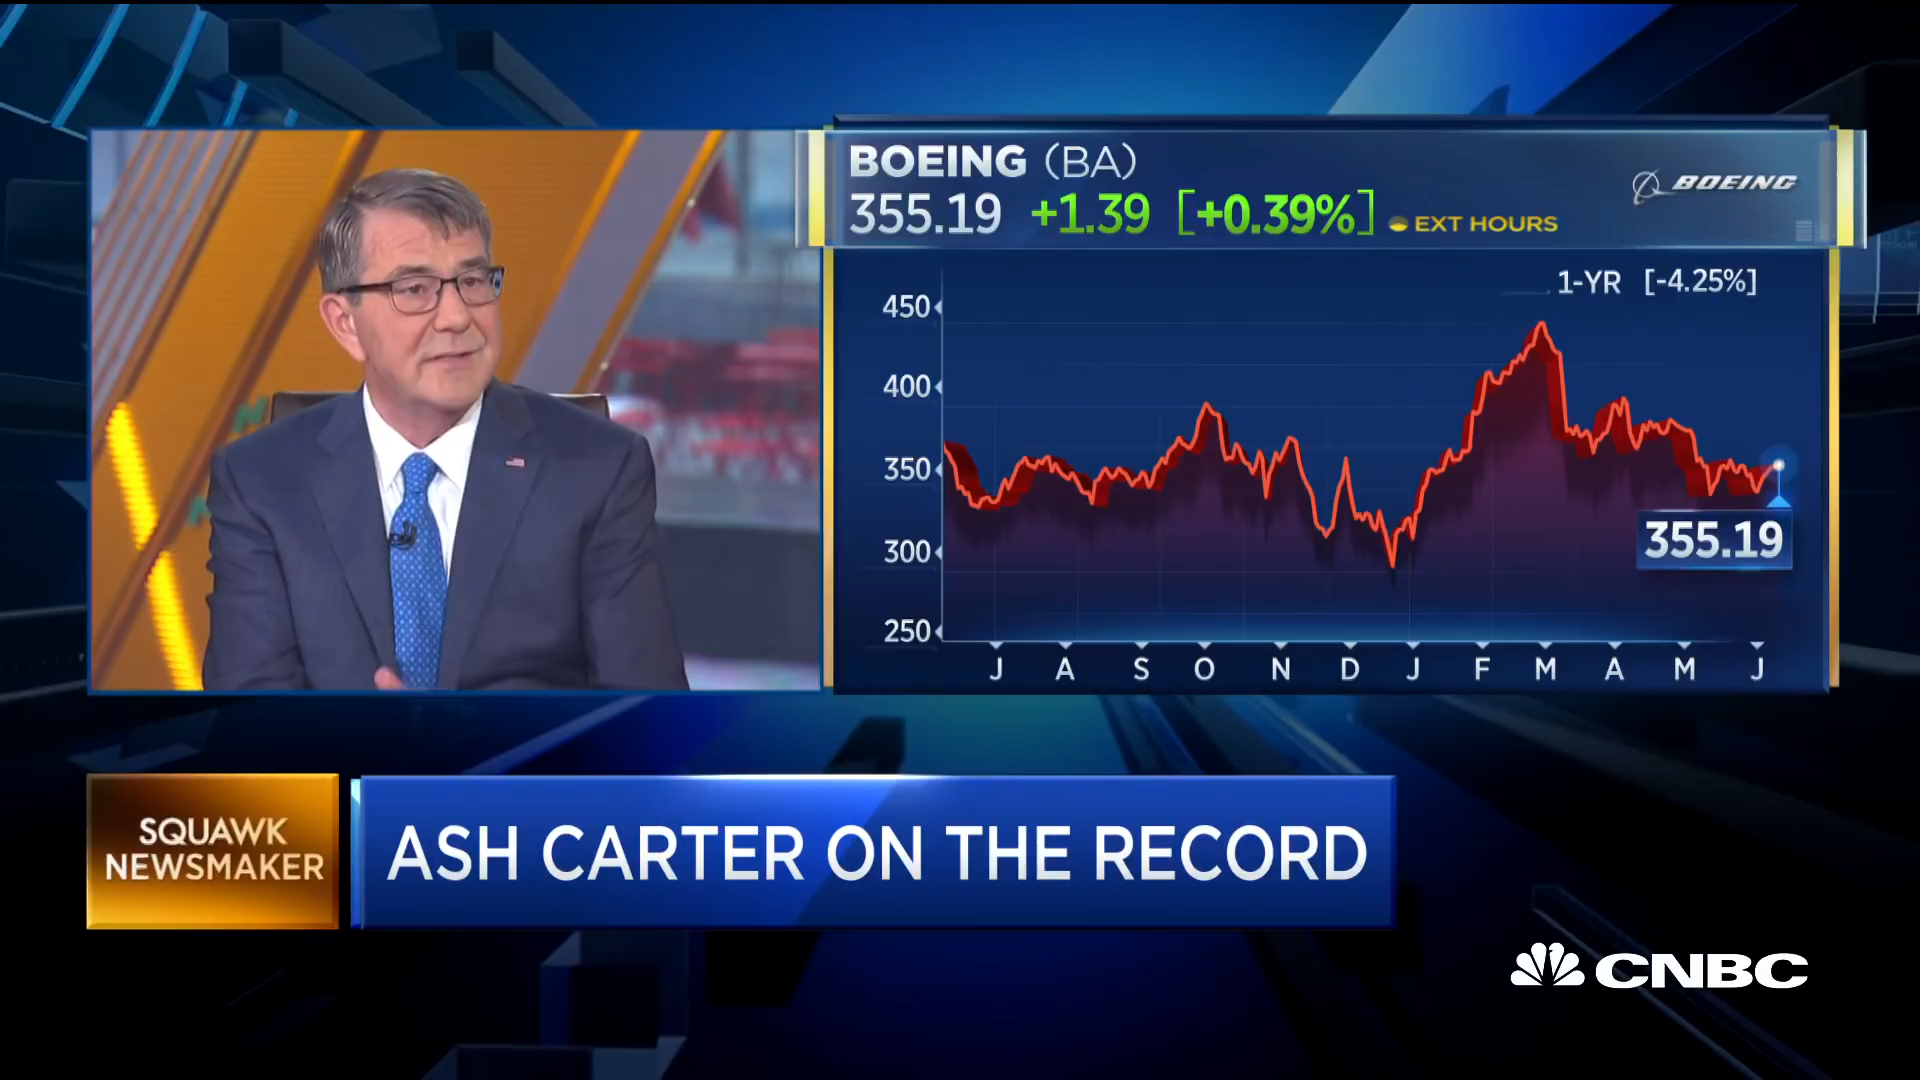 BOEING (BA)
355.19 +1.39 [+0.39%] EXT HOURS
BOEING
1-YR [-4.25%]
450
400
350
300
250
355.19
J A S O N D J F M A M J
SQUAWK
NEWSMAKER
ASH CARTER ON THE RECORD
CNBC